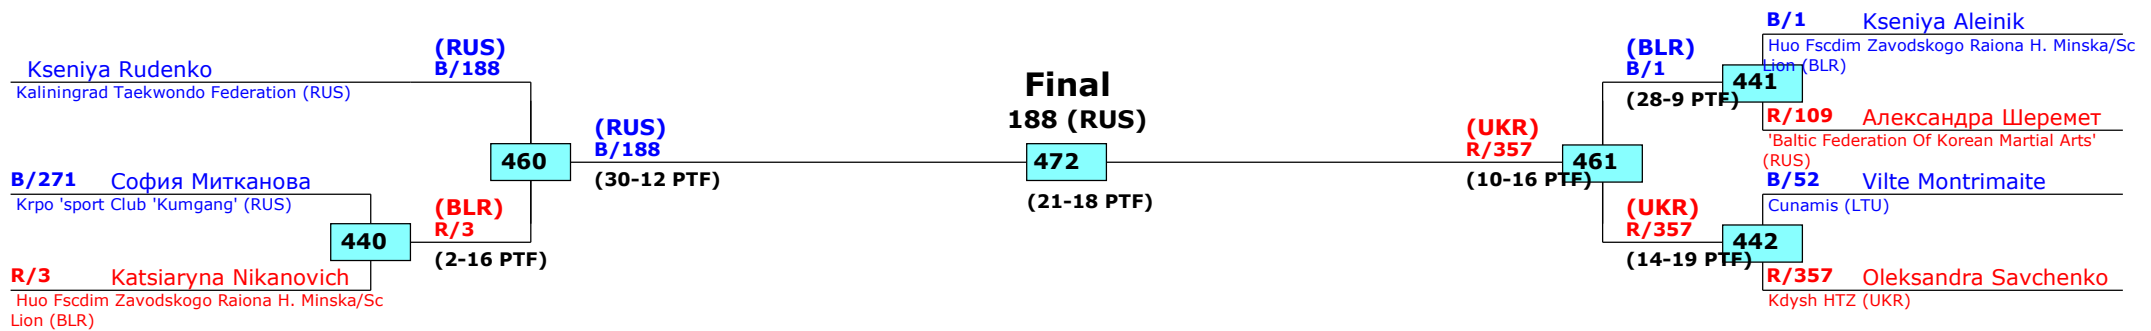 (RUS)
B/188
Kseniya Rudenko
Kaliningrad Taekwondo Federation (RUS)
460
(RUS)
B/188
(30-12 PTF)
B/271 София Митканова
Krpo 'sport Club 'Kumgang' (RUS)
440
(BLR)
R/3
(2-16 PTF)
R/3 Katsiaryna Nikanovich
Huo Fscdim Zavodskogo Raiona H. Minska/Sc
Lion (BLR)
Final
188 (RUS)
472
(21-18 PTF)
(UKR)
R/357
(10-16 PTF)
461
(BLR)
B/1
(28-9 PTF)
441
B/1 Kseniya Aleinik
Huo Fscdim Zavodskogo Raiona H. Minska/Sc
Lion (BLR)
R/109 Александра Шеремет
'Baltic Federation Of Korean Martial Arts'
(RUS)
B/52 Vilte Montrimaite
Cunamis (LTU)
(UKR)
R/357
(14-19 PTF)
442
R/357 Oleksandra Savchenko
Kdysh HTZ (UKR)